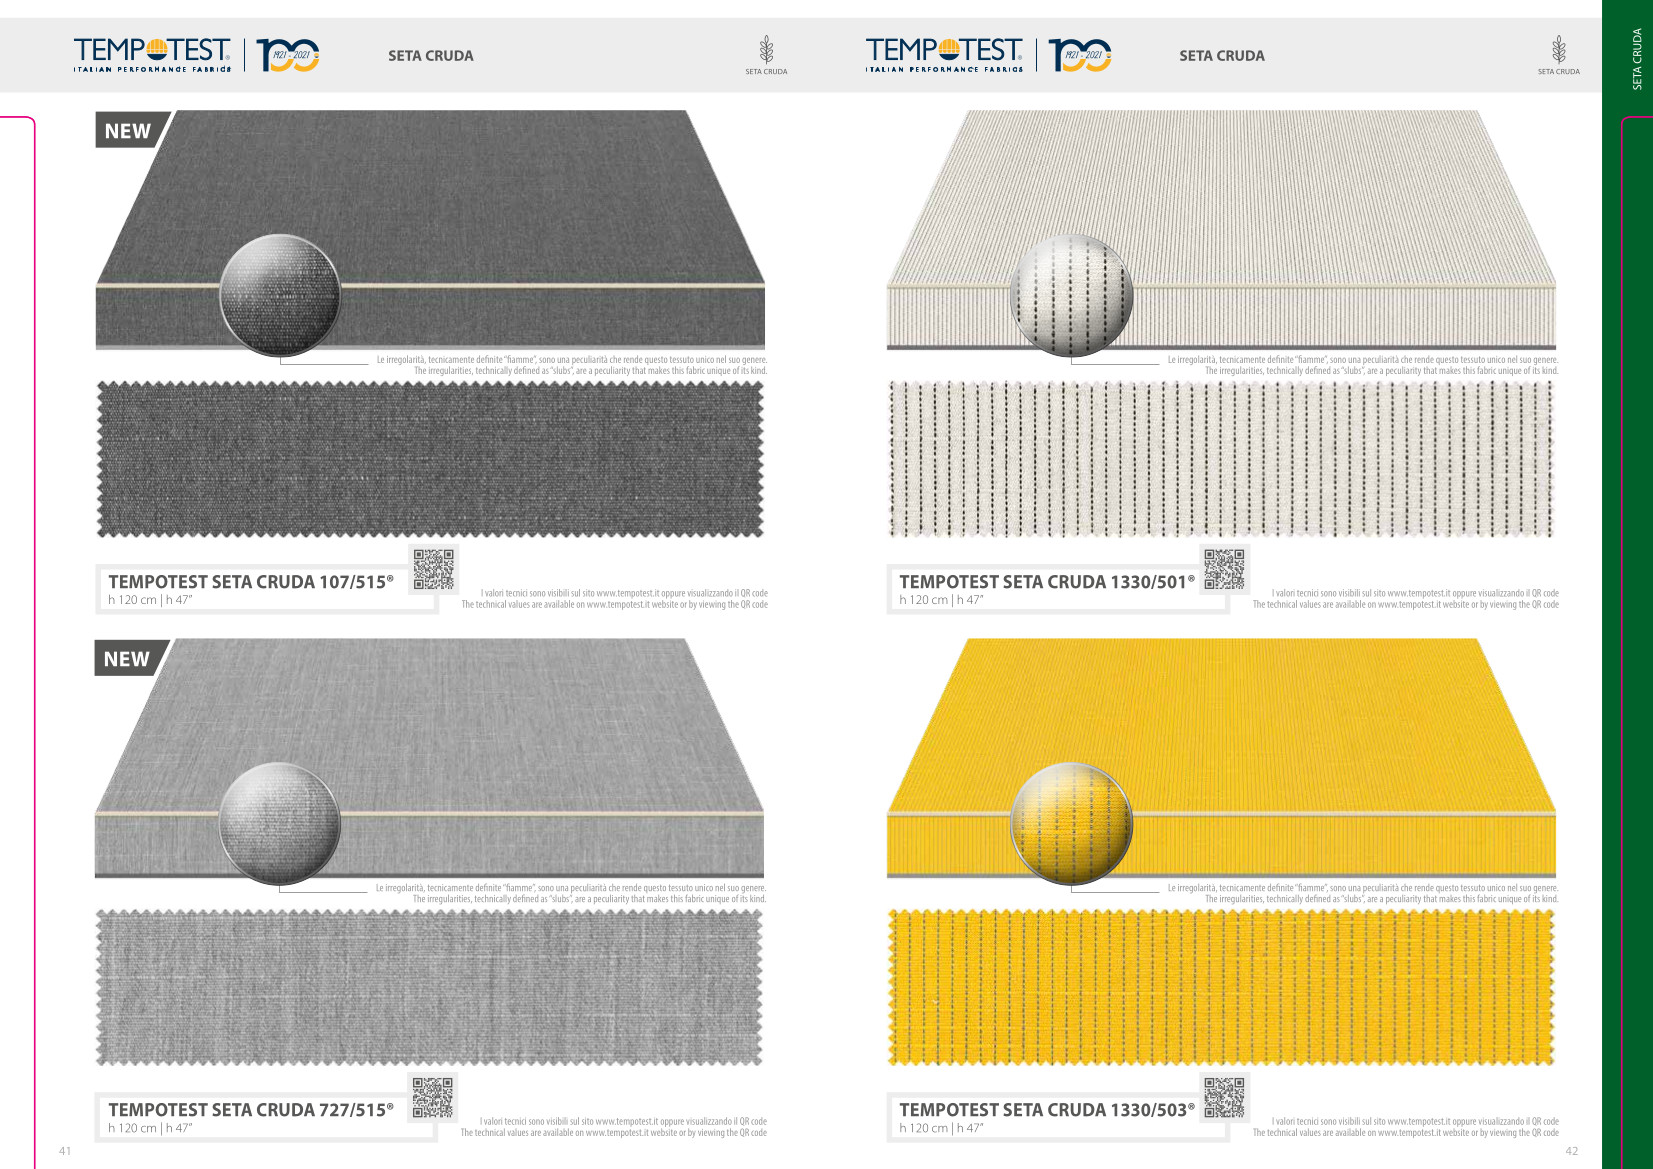 TEMPOTEST®
ITALIAN PERFORMANCE FABRICS
1921 - 2021
SETA CRUDA
SETA CRUDA
NEW
Le irregolarità, tecnicamente definite “fiamme”, sono una peculiarità che rende questo tessuto unico nel suo genere.
The irregularities, technically defined as “slubs”, are a peculiarity that makes this fabric unique of its kind.
TEMPOTEST SETA CRUDA 107/515®
h 120 cm | h 47”
I valori tecnici sono visibili sul sito www.tempotest.it oppure visualizzando il QR code
The technical values are available on www.tempotest.it website or by viewing the QR code
NEW
Le irregolarità, tecnicamente definite “fiamme”, sono una peculiarità che rende questo tessuto unico nel suo genere.
The irregularities, technically defined as “slubs”, are a peculiarity that makes this fabric unique of its kind.
TEMPOTEST SETA CRUDA 727/515®
h 120 cm | h 47”
I valori tecnici sono visibili sul sito www.tempotest.it oppure visualizzando il QR code
The technical values are available on www.tempotest.it website or by viewing the QR code
41
TEMPOTEST®
ITALIAN PERFORMANCE FABRICS
1921 - 2021
SETA CRUDA
SETA CRUDA
SETA CRUDA
Le irregolarità, tecnicamente definite “fiamme”, sono una peculiarità che rende questo tessuto unico nel suo genere.
The irregularities, technically defined as “slubs”, are a peculiarity that makes this fabric unique of its kind.
TEMPOTEST SETA CRUDA 1330/501®
h 120 cm | h 47”
I valori tecnici sono visibili sul sito www.tempotest.it oppure visualizzando il QR code
The technical values are available on www.tempotest.it website or by viewing the QR code
Le irregolarità, tecnicamente definite “fiamme”, sono una peculiarità che rende questo tessuto unico nel suo genere.
The irregularities, technically defined as “slubs”, are a peculiarity that makes this fabric unique of its kind.
TEMPOTEST SETA CRUDA 1330/503®
h 120 cm | h 47”
I valori tecnici sono visibili sul sito www.tempotest.it oppure visualizzando il QR code
The technical values are available on www.tempotest.it website or by viewing the QR code
42